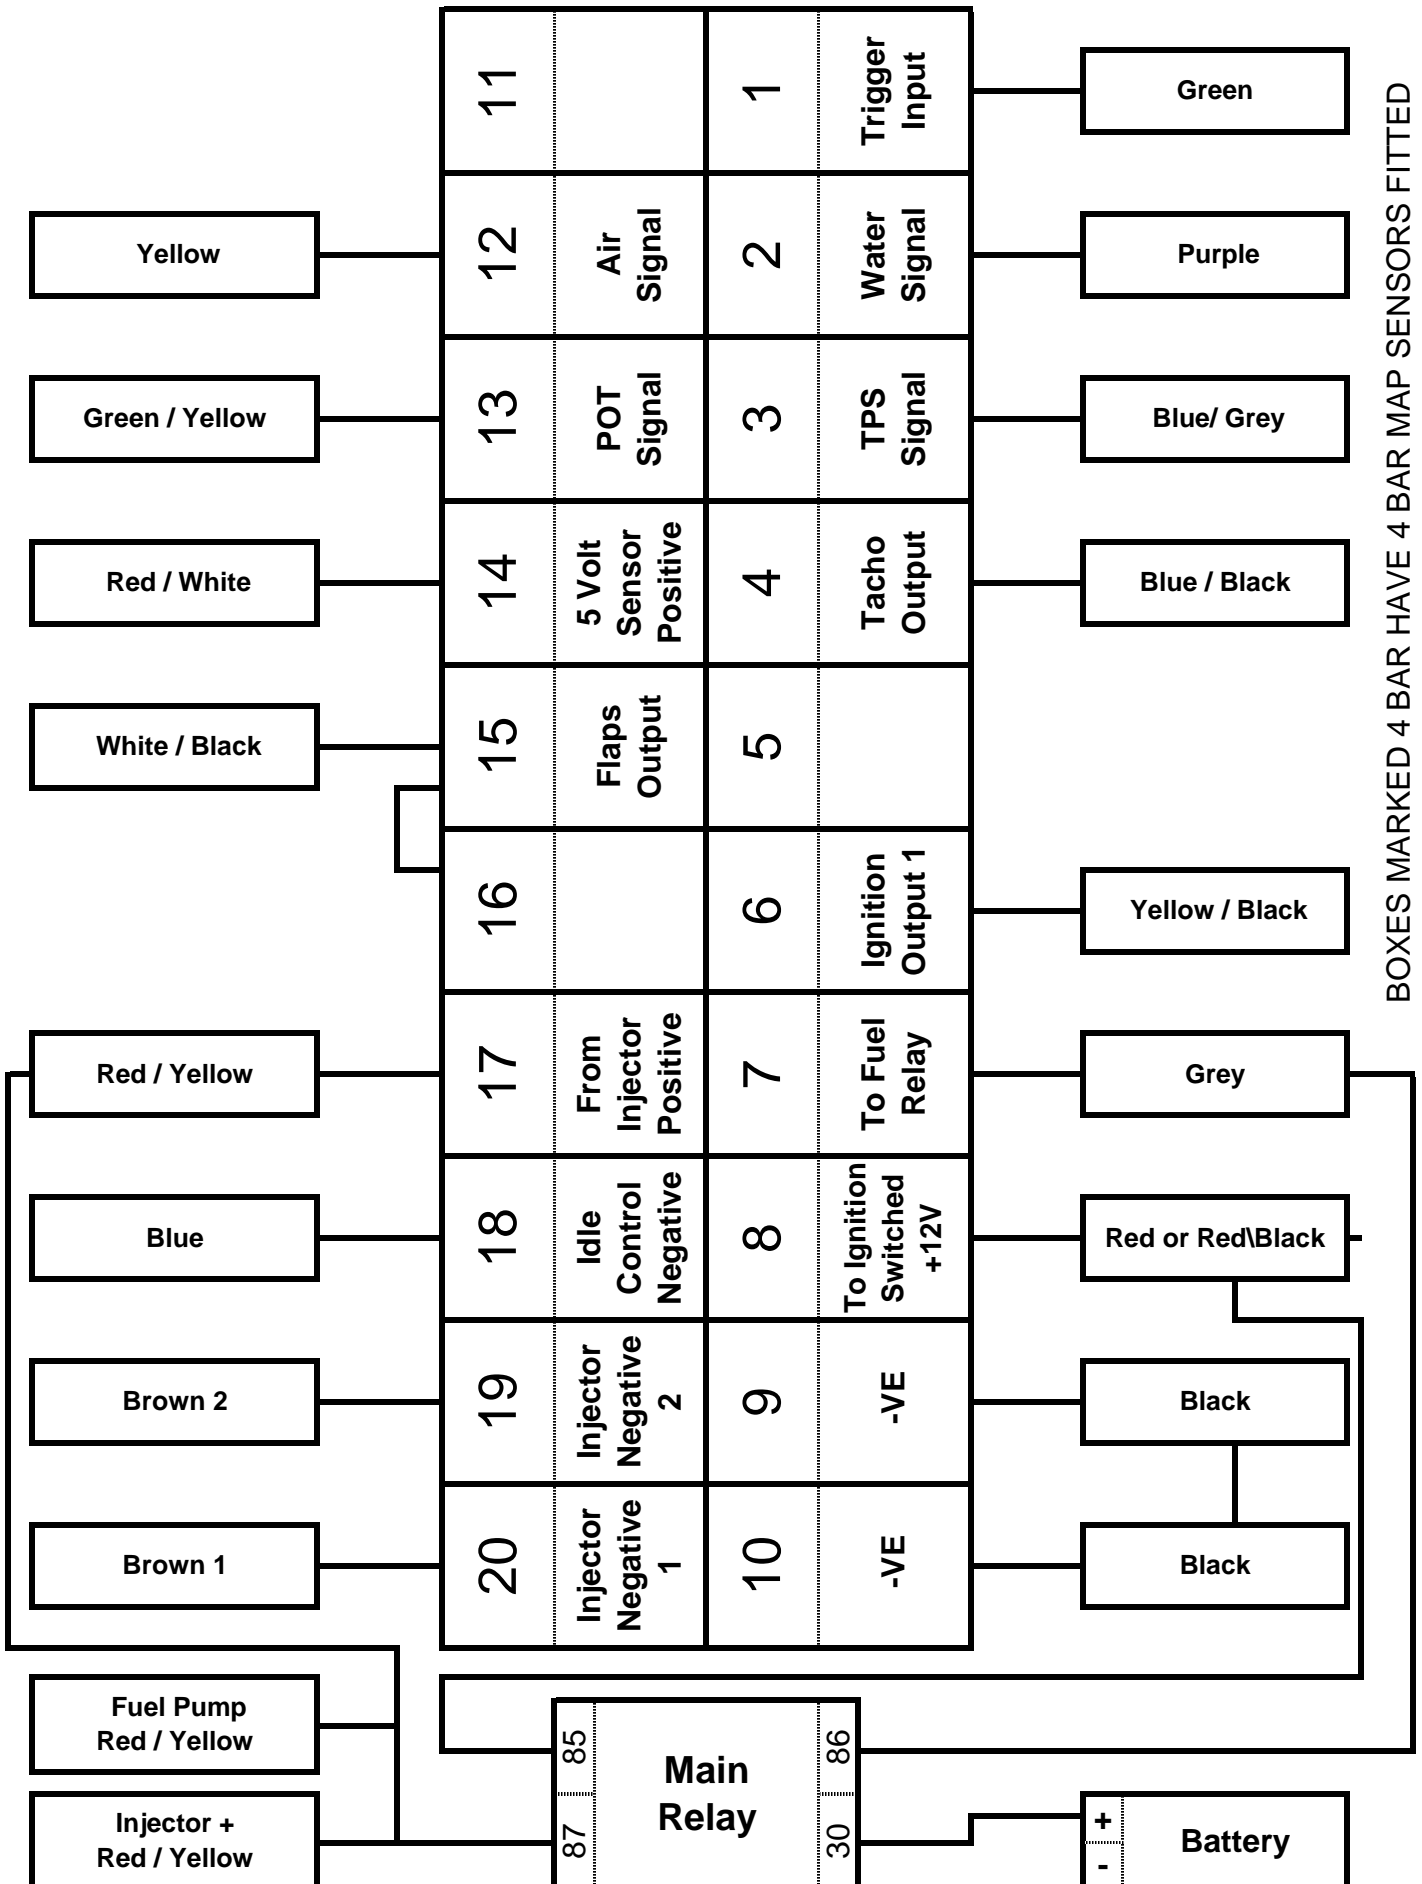 11
1
Trigger
Input
Green
Yellow
12
Air
Signal
2
Water
Signal
Purple
Green / Yellow
13
POT
Signal
3
TPS
Signal
Blue/ Grey
Red / White
14
5 Volt
Sensor
Positive
4
Tacho
Output
Blue / Black
White / Black
15
Flaps
Output
5
16
6
Ignition
Output 1
Yellow / Black
Red / Yellow
17
From
Injector
Positive
7
To Fuel
Relay
Grey
Blue
18
Idle
Control
Negative
8
To Ignition
Switched
+12V
Red or Red\Black
Brown 2
19
Injector
Negative
2
9
-VE
Black
Brown 1
20
Injector
Negative
1
10
-VE
Black
Fuel Pump
Red / Yellow
Injector +
Red / Yellow
85
87
Main
Relay
86
30
+
-
Battery
BOXES MARKED 4 BAR HAVE 4 BAR MAP SENSORS FITTED